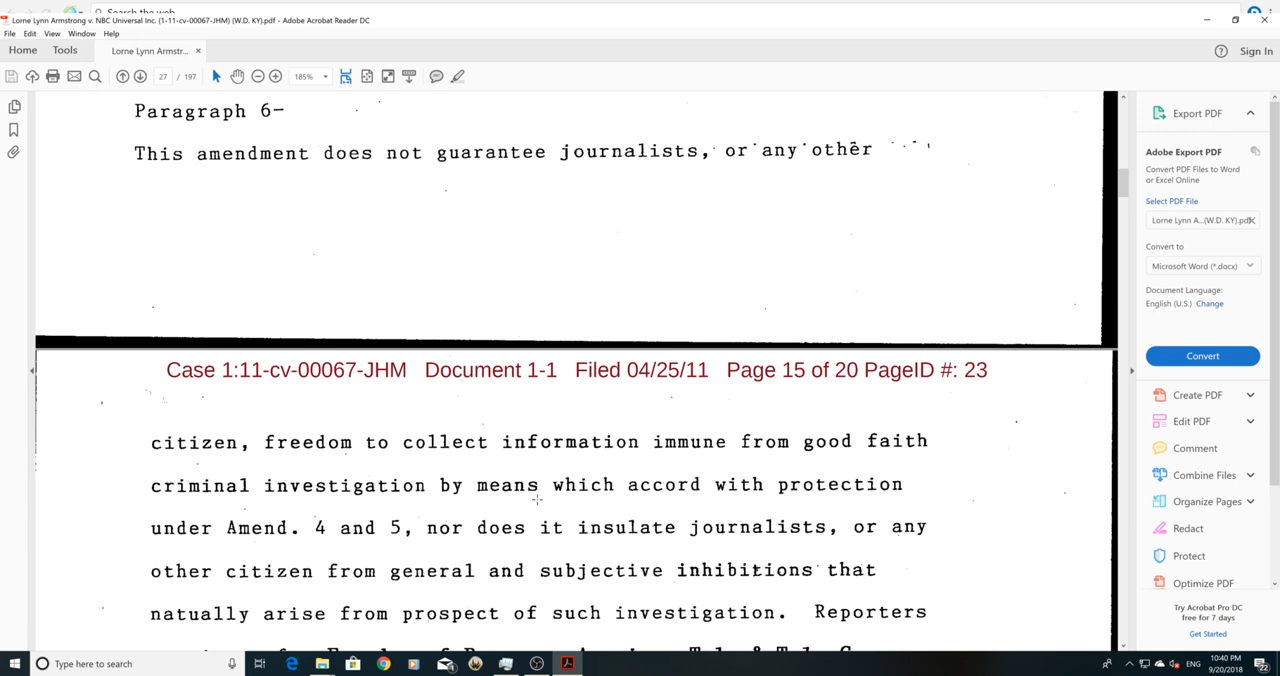 Search the web
Lorne Lynn Armstrong v. NBC Universal Inc. (1-11-cv-00067-JHM) (W.D. KY).pdf - Adobe Acrobat Reader DC
File Edit View Window Help
Home Tools Lorne Lynn Armstr... × Sign In
27 / 197 185%
Paragraph 6-
This amendment does not guarantee journalists, or any other
Case 1:11-cv-00067-JHM Document 1-1 Filed 04/25/11 Page 15 of 20 PageID #: 23
citizen, freedom to collect information immune from good faith
criminal investigation by means which accord with protection
under Amend. 4 and 5, nor does it insulate journalists, or any
other citizen from general and subjective inhibitions that
natually arise from prospect of such investigation. Reporters
Export PDF
Adobe Export PDF
Convert PDF Files to Word
or Excel Online
Select PDF File
Lorne Lynn A...(W.D. KY).pdf
Convert to
Microsoft Word (*.docx)
Document Language:
English (U.S.) Change
Convert
Create PDF
Edit PDF
Comment
Combine Files
Organize Pages
Redact
Protect
Optimize PDF
Try Acrobat Pro DC
free for 7 days
Get Started
Type here to search
ENG
10:40 PM
9/20/2018
22